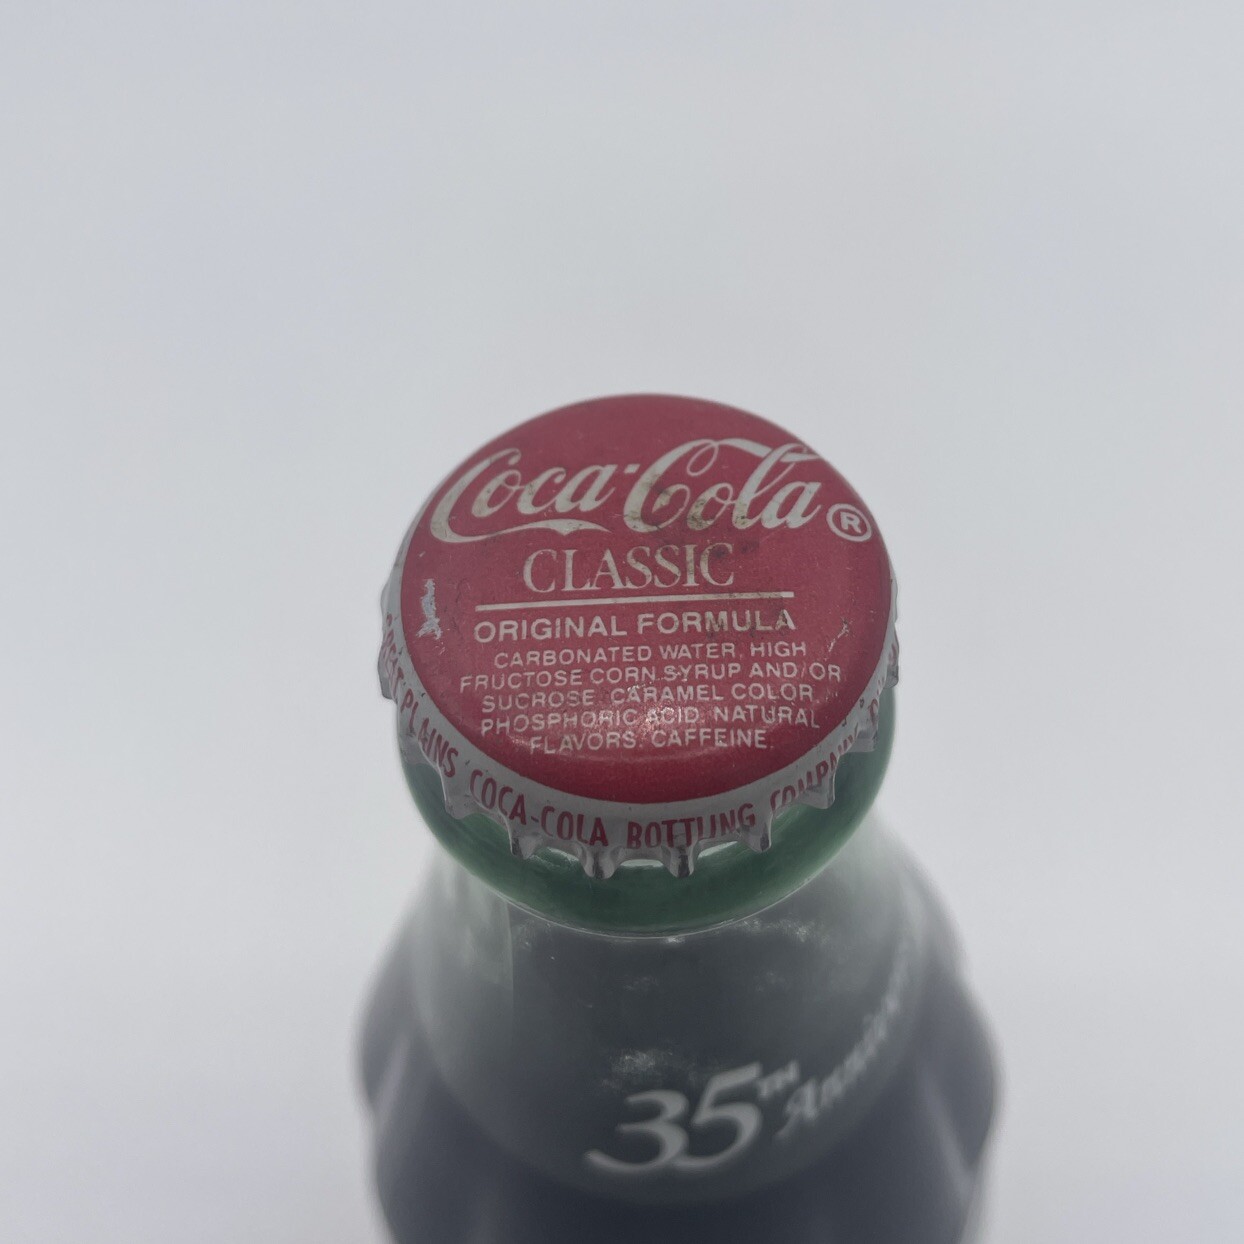 Coca-Cola ®
CLASSIC
ORIGINAL FORMULA
CARBONATED WATER, HIGH
FRUCTOSE CORN SYRUP AND/OR
SUCROSE, CARAMEL COLOR,
PHOSPHORIC ACID, NATURAL
FLAVORS, CAFFEINE.
PLAINS COCA-COLA BOTTLING COMPANY
35TH